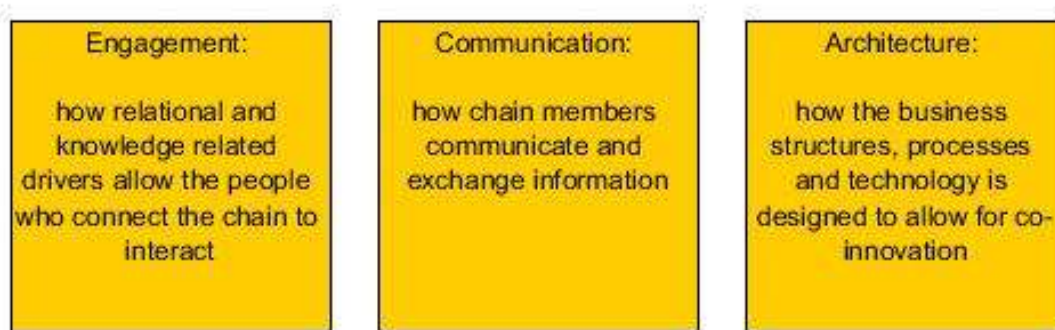 Engagement:
how relational and
knowledge related
drivers allow the people
who connect the chain to
interact
Communication:
how chain members
communicate and
exchange information
Architecture:
how the business
structures, processes
and technology is
designed to allow for co-
innovation